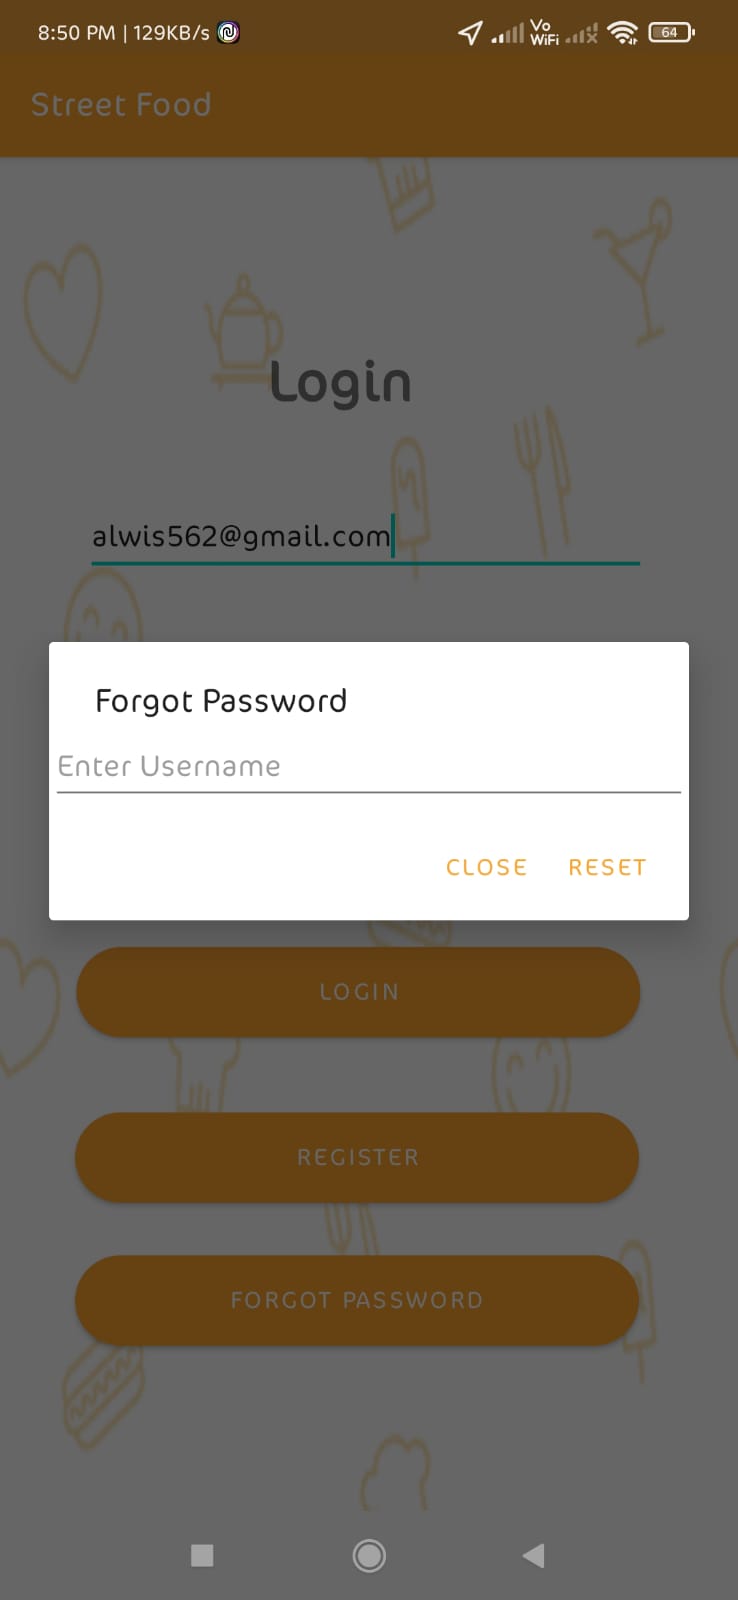 8:50 PM | 129KB/s
Vo
WiFi
64
Street Food
Login
alwis562@gmail.com
Forgot Password
Enter Username
CLOSE RESET
LOGIN
REGISTER
FORGOT PASSWORD